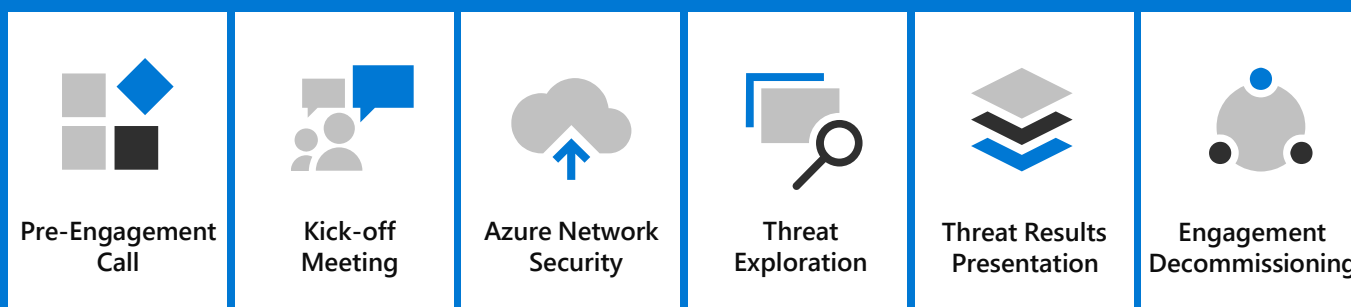 Pre-Engagement
Call
Kick-off
Meeting
Azure Network
Security
Threat
Exploration
Threat Results
Presentation
Engagement
Decommissioning